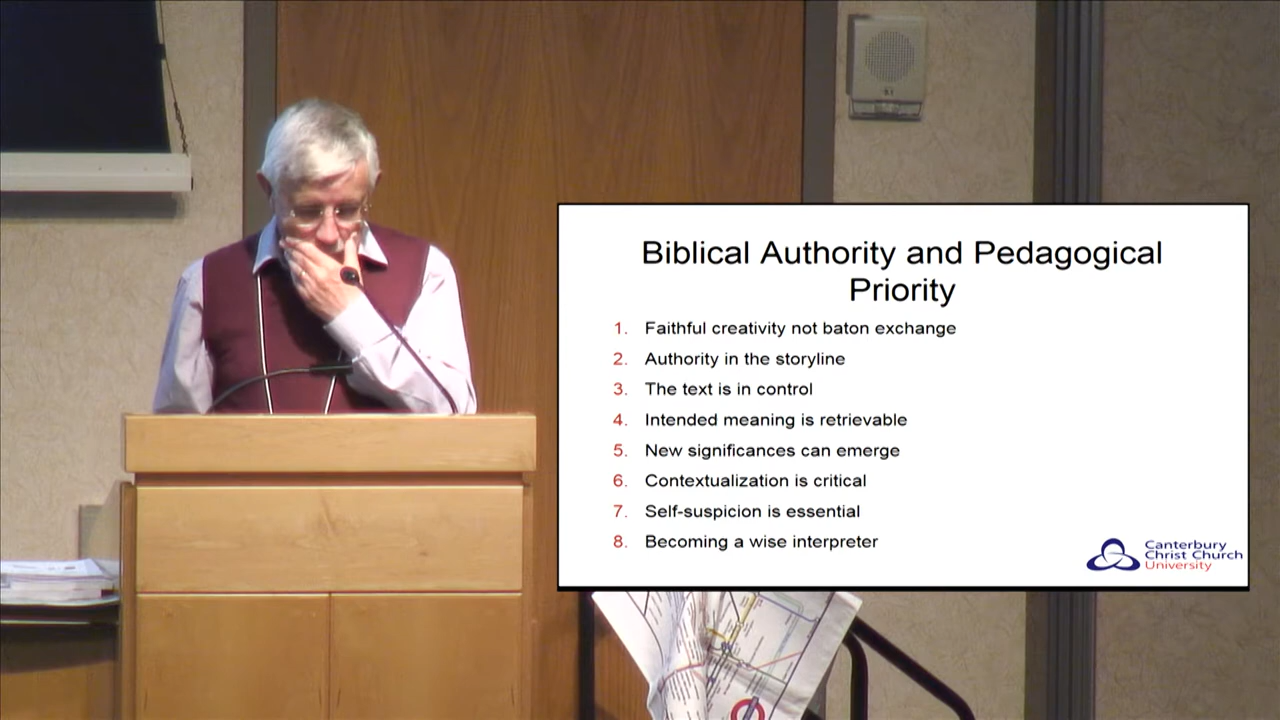 Biblical Authority and Pedagogical
Priority
1. Faithful creativity not baton exchange
2. Authority in the storyline
3. The text is in control
4. Intended meaning is retrievable
5. New significances can emerge
6. Contextualization is critical
7. Self-suspicion is essential
8. Becoming a wise interpreter
Canterbury
Christ Church
University